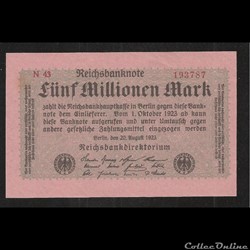 N 43 Reichsbanknote 193787
Fünf Millionen Mark
zahlt die Reichsbankhauptkasse in Berlin gegen diese Bank-
note dem Einlieferer. Vom 1. Oktober 1923 ab kann
diese Banknote aufgerufen und unter Umtausch gegen
andere gesetzliche Zahlungsmittel eingezogen werden
Berlin, den 20. August 1923
Reichsbankdirektorium
CollecOnline